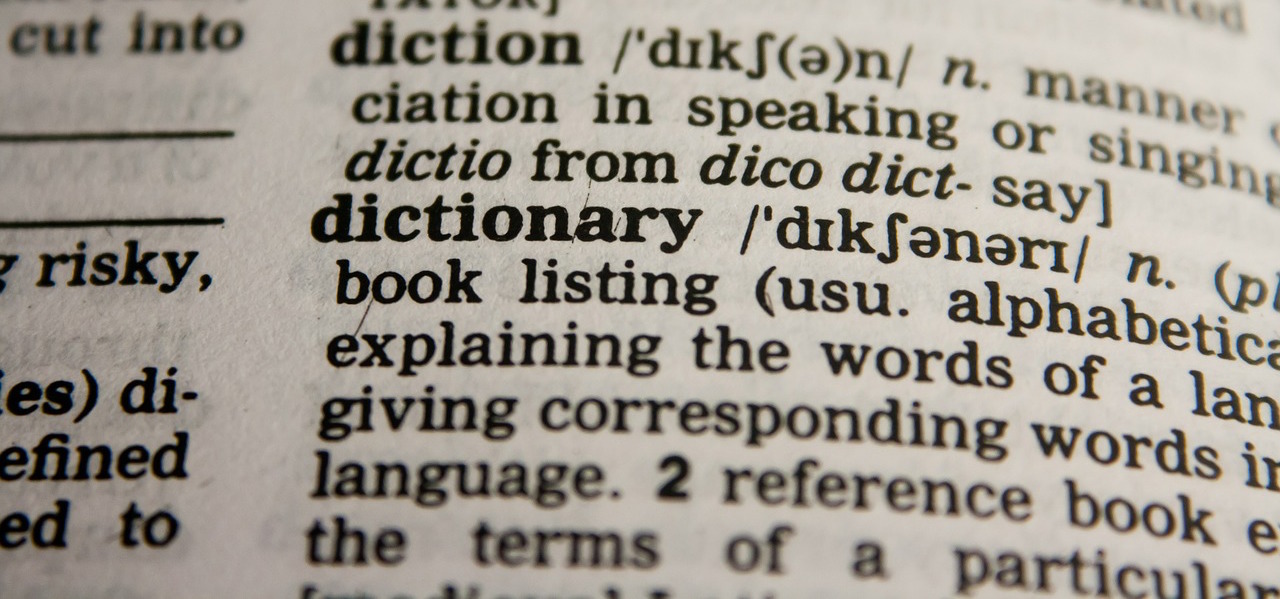 cut into
risky,
ies) di-
efined
ed to
diction /ˈdɪkʃ(ə)n/ n. manner
ciation in speaking or singing
dictio from dico dict- say]
dictionary /ˈdɪkʃənərɪ/ n. (pl
book listing (usu. alphabetica
explaining the words of a lan
giving corresponding words in
language. 2 reference book e
the terms of a particular